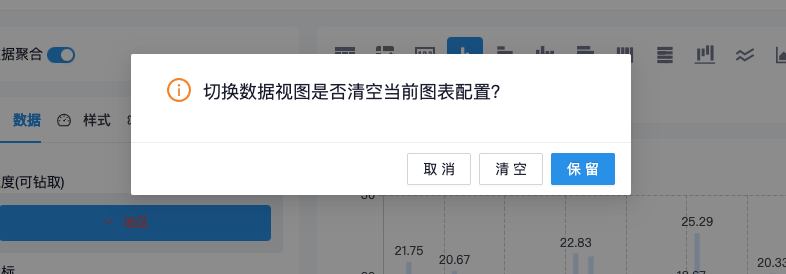 据聚合
切换数据视图是否清空当前图表配置?
数据 样式
取消 清空 保留
度(可钻取)
30
21.75
20.67
22.83
25.29
20.33
标